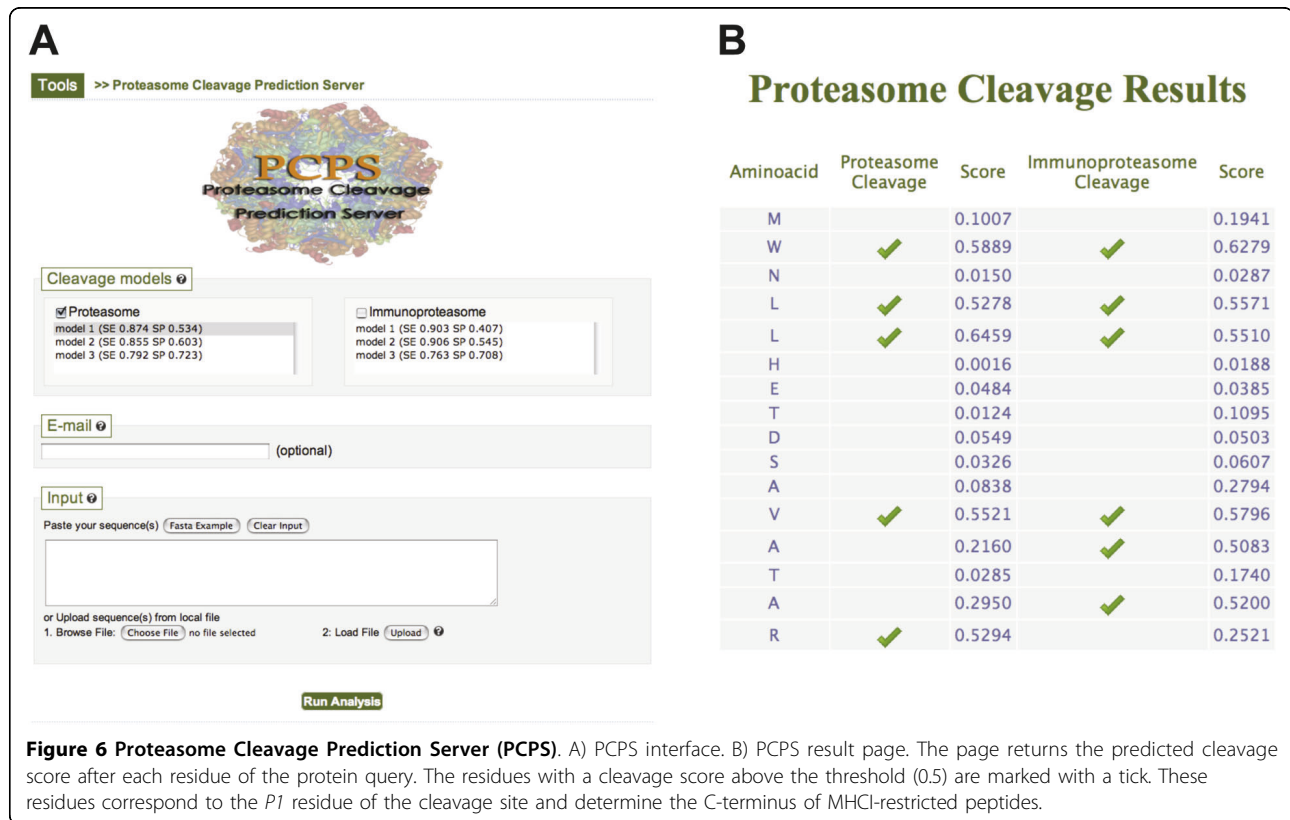 A
Tools >> Proteasome Cleavage Prediction Server
PCPS
Proteasome Cleavage
Prediction Server
Cleavage models ?
Proteasome
model 1 (SE 0.874 SP 0.534)
model 2 (SE 0.855 SP 0.603)
model 3 (SE 0.792 SP 0.723)
Immunoproteasome
model 1 (SE 0.903 SP 0.407)
model 2 (SE 0.906 SP 0.545)
model 3 (SE 0.763 SP 0.708)
E-mail ?
(optional)
Input ?
Paste your sequence(s) Fasta Example Clear Input
or Upload sequence(s) from local file
1. Browse File: Choose File no file selected 2: Load File Upload ?
Run Analysis
B
Proteasome Cleavage Results
Aminoacid Proteasome Cleavage Score Immunoproteasome Cleavage Score
M 0.1007 0.1941
W ✓ 0.5889 ✓ 0.6279
N 0.0150 0.0287
L ✓ 0.5278 ✓ 0.5571
L ✓ 0.6459 ✓ 0.5510
H 0.0016 0.0188
E 0.0484 0.0385
T 0.0124 0.1095
D 0.0549 0.0503
S 0.0326 0.0607
A 0.0838 0.2794
V ✓ 0.5521 ✓ 0.5796
A 0.2160 ✓ 0.5083
T 0.0285 0.1740
A 0.2950 ✓ 0.5200
R ✓ 0.5294 0.2521
Figure 6 Proteasome Cleavage Prediction Server (PCPS). A) PCPS interface. B) PCPS result page. The page returns the predicted cleavage
score after each residue of the protein query. The residues with a cleavage score above the threshold (0.5) are marked with a tick. These
residues correspond to the P1 residue of the cleavage site and determine the C-terminus of MHCI-restricted peptides.